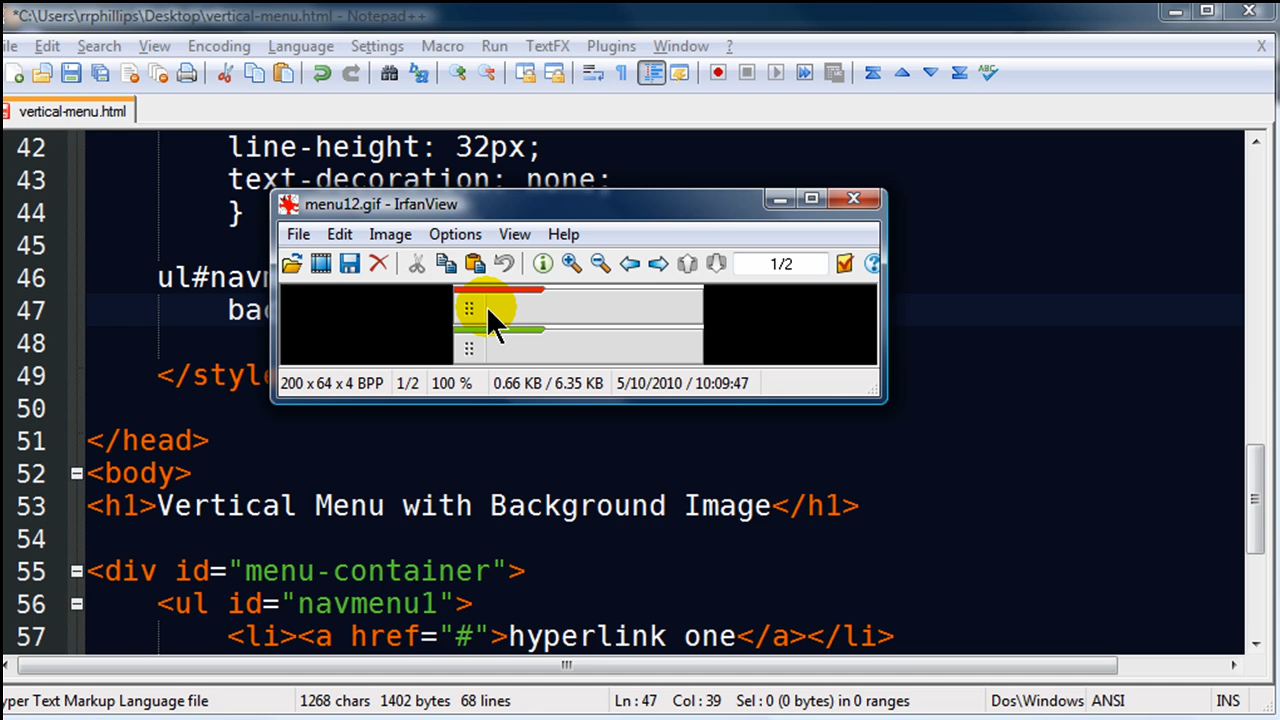 *C:\Users\rrphillips\Desktop\vertical-menu.html - Notepad++
ile Edit Search View Encoding Language Settings Macro Run TextFX Plugins Window ? X
vertical-menu.html
42 line-height: 32px;
43 text-decoration: none;
44 }
45
46 ul#navm
47 bac
48
49 </style
50
51 </head>
52 <body>
53 <h1>Vertical Menu with Background Image</h1>
54
55 <div id="menu-container">
56 <ul id="navmenu1">
57 <li><a href="#">hyperlink one</a></li>
menu12.gif - IrfanView
File Edit Image Options View Help
1/2
200 x 64 x 4 BPP 1/2 100 % 0.66 KB / 6.35 KB 5/10/2010 / 10:09:47
yper Text Markup Language file 1268 chars 1402 bytes 68 lines Ln : 47 Col : 39 Sel : 0 (0 bytes) in 0 ranges Dos\Windows ANSI INS